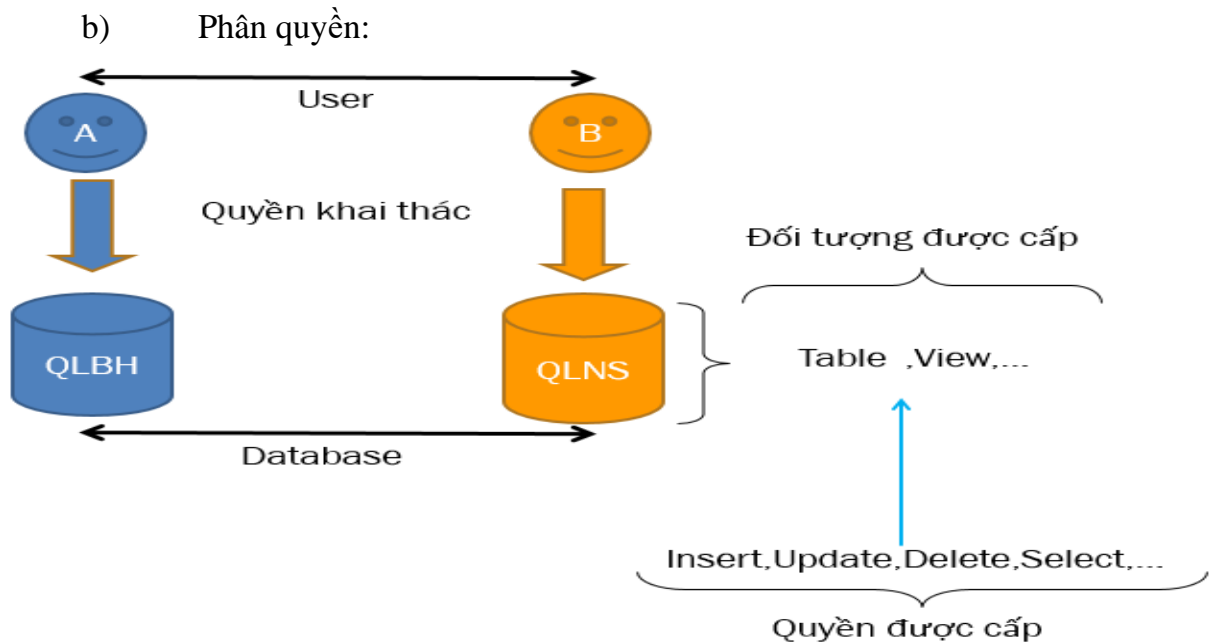 b) Phân quyền:
User
A
B
Quyền khai thác
Đối tượng được cấp
QLBH
QLNS
Table ,View,...
Database
Insert,Update,Delete,Select,...
Quyền được cấp